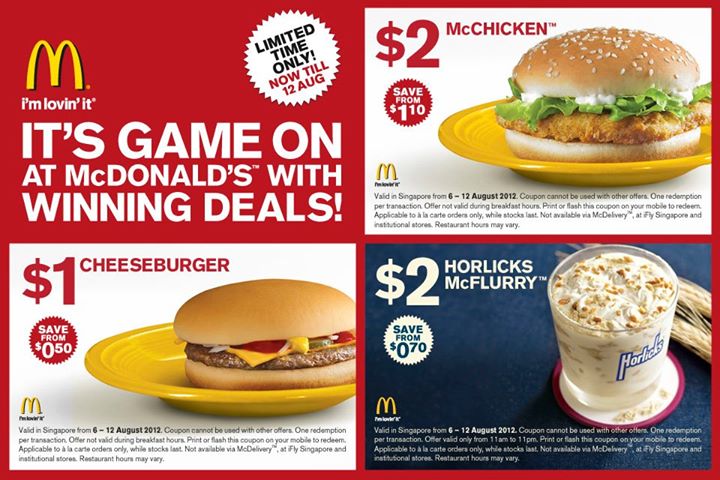 i'm lovin' it®
LIMITED
TIME
ONLY!
NOW TILL
12 AUG
IT'S GAME ON
AT McDONALD'S™ WITH
WINNING DEALS!
$2 McCHICKEN™
SAVE
FROM
$1.10
i'm lovin' it®
Valid in Singapore from 6 – 12 August 2012. Coupon cannot be used with other offers. One redemption
per transaction. Offer not valid during breakfast hours. Print or flash this coupon on your mobile to redeem.
Applicable to à la carte orders only, while stocks last. Not available via McDelivery™, at iFly Singapore and
institutional stores. Restaurant hours may vary.
$1 CHEESEBURGER
SAVE
FROM
$0.50
i'm lovin' it®
Valid in Singapore from 6 – 12 August 2012. Coupon cannot be used with other offers. One redemption
per transaction. Offer not valid during breakfast hours. Print or flash this coupon on your mobile to redeem.
Applicable to à la carte orders only, while stocks last. Not available via McDelivery™, at iFly Singapore and
institutional stores. Restaurant hours may vary.
$2 HORLICKS
McFLURRY™
SAVE
FROM
$0.70
Horlicks
i'm lovin' it®
Valid in Singapore from 6 – 12 August 2012. Coupon cannot be used with other offers. One redemption
per transaction. Offer valid only from 11am to 11pm. Print or flash this coupon on your mobile to redeem.
Applicable to à la carte orders only, while stocks last. Not available via McDelivery™, at iFly Singapore and
institutional stores. Restaurant hours may vary.